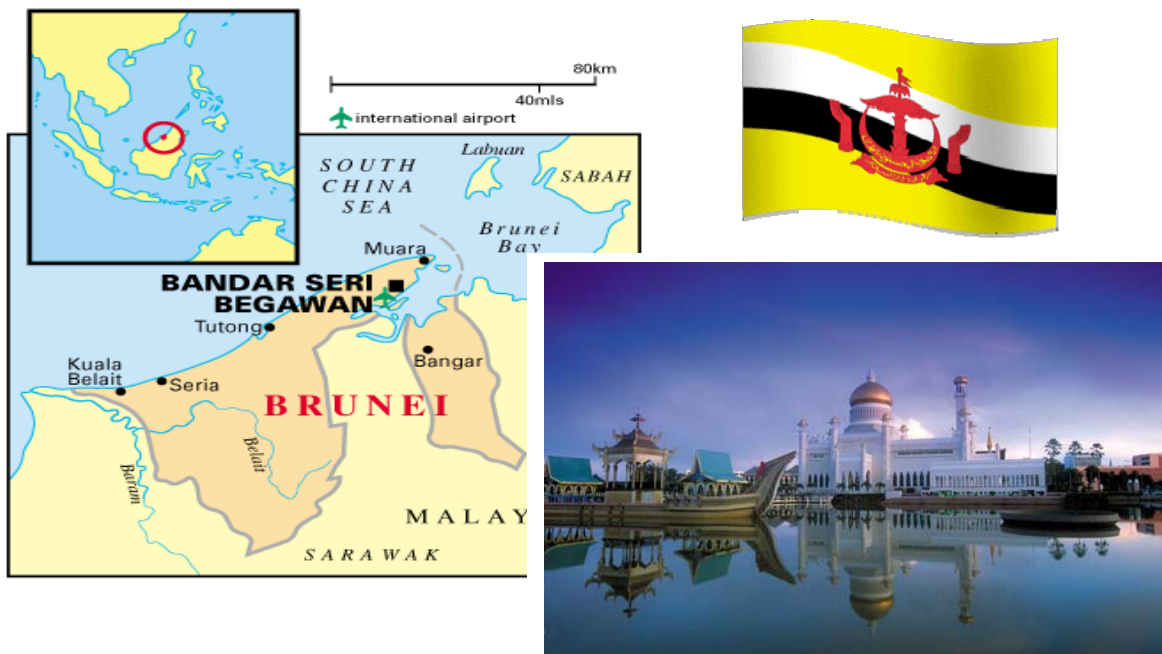 80km
40mls
international airport
Labuan
SOUTH
CHINA
SEA
SABAH
Brunei
Bay
Muara
BANDAR SERI
BEGAWAN
Tutong
Kuala
Belait
Seria
Bangar
BRUNEI
Belait
Baram
MALAY
SARAWAK